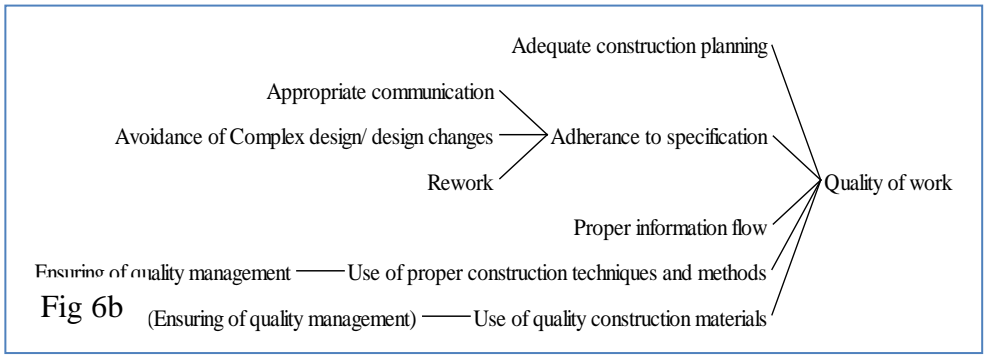 Adequate construction planning
Appropriate communication
Avoidance of Complex design/ design changes
Adherance to specification
Rework
Quality of work
Proper information flow
Ensuring of quality management
Use of proper construction techniques and methods
Fig 6b
(Ensuring of quality management)
Use of quality construction materials